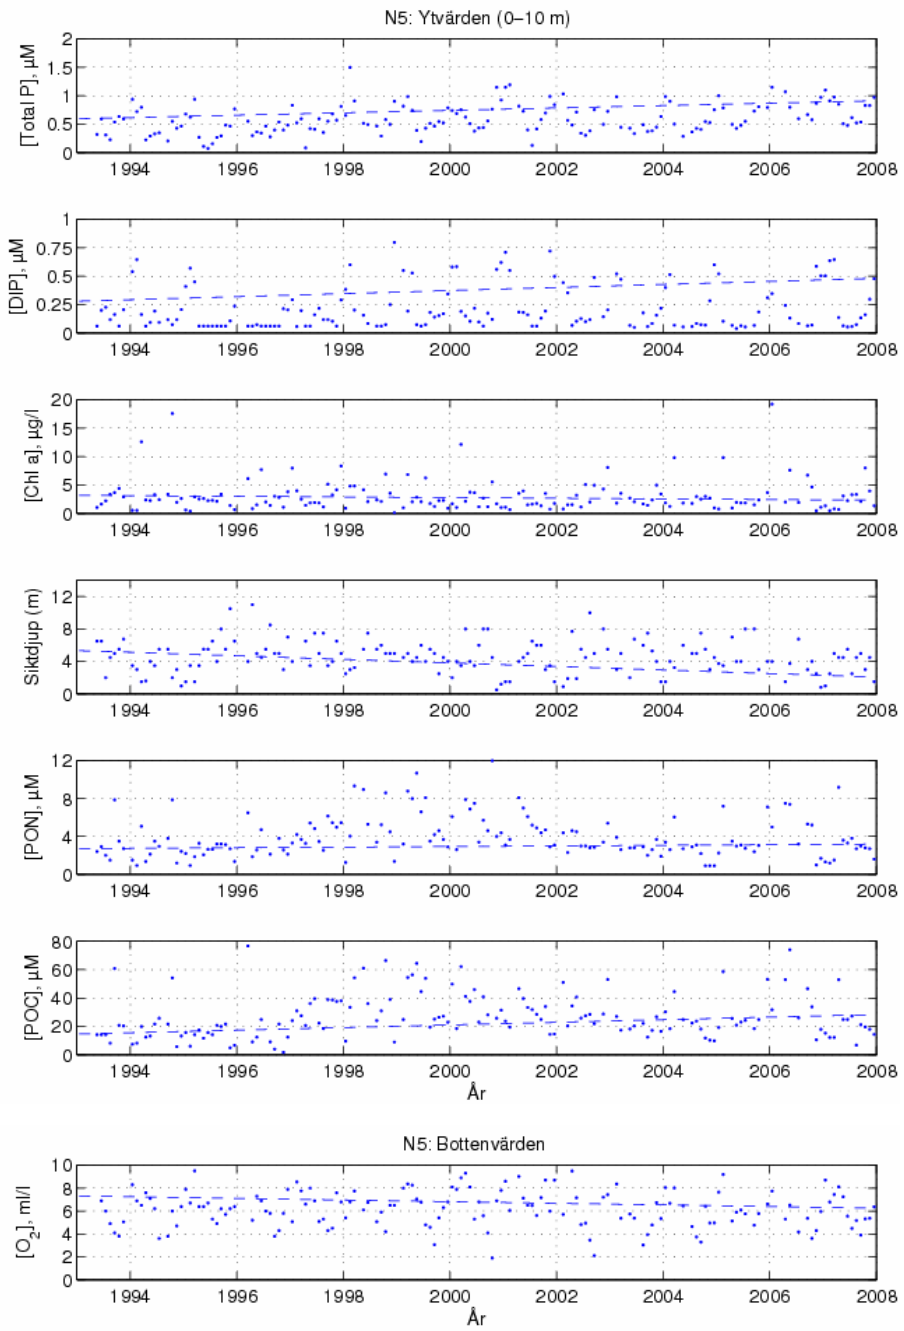 N5: Ytvärden (0–10 m)
[Total P], µM
2
1.5
1
0.5
0
1994 1996 1998 2000 2002 2004 2006 2008
[DIP], µM
1
0.75
0.5
0.25
0
1994 1996 1998 2000 2002 2004 2006 2008
[Chl a], µg/l
20
15
10
5
0
1994 1996 1998 2000 2002 2004 2006 2008
Siktdjup (m)
12
8
4
0
1994 1996 1998 2000 2002 2004 2006 2008
[PON], µM
12
8
4
0
1994 1996 1998 2000 2002 2004 2006 2008
[POC], µM
80
60
40
20
0
1994 1996 1998 2000 2002 2004 2006 2008
År
N5: Bottenvärden
[O₂], ml/l
10
8
6
4
2
0
1994 1996 1998 2000 2002 2004 2006 2008
År